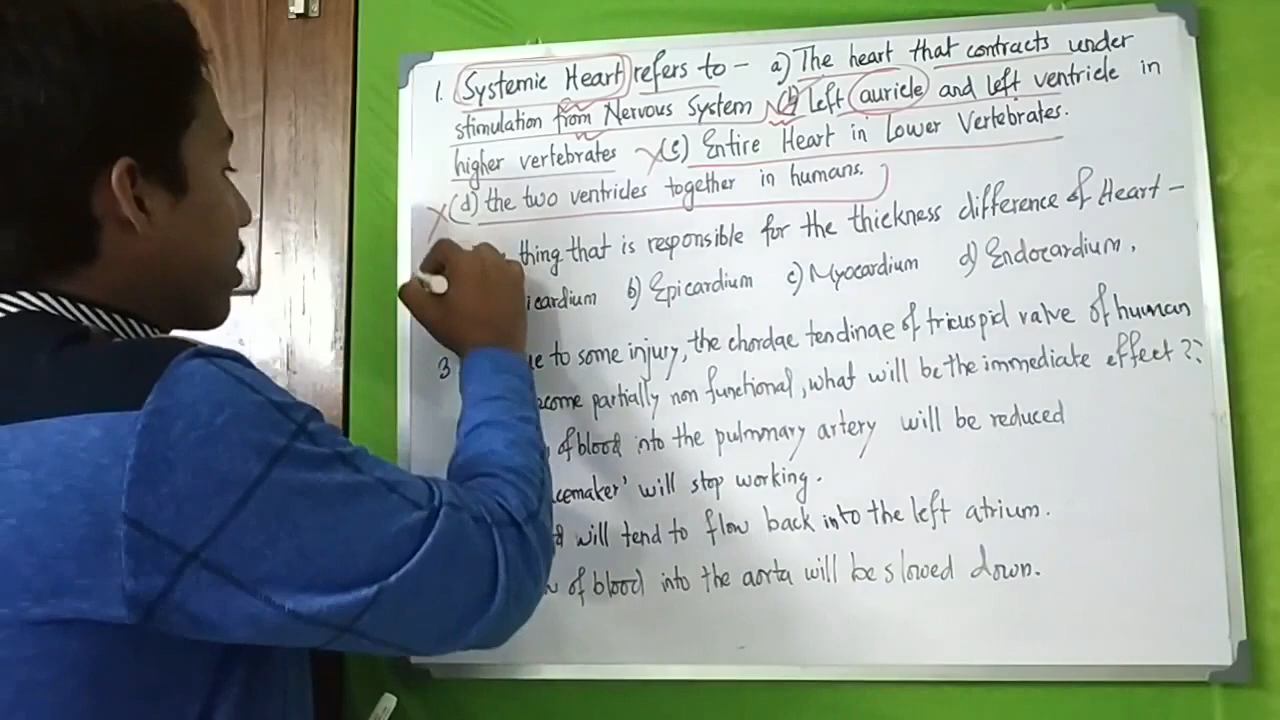 1. Systemic Heart refers to - a) The heart that contracts under
stimulation from Nervous System (b) Left auricle and left ventricle in
higher vertebrates (c) Entire Heart in Lower Vertebrates.
(d) the two ventricles together in humans.
thing that is responsible for the thickness difference of Heart -
icardium b) Epicardium c) Myocardium d) Endocardium.
3 ue to some injury, the chordae tendinae of tricuspid valve of human
ecome partially non functional, what will be the immediate effect ??
of blood into the pulmmary artery will be reduced
cemaker' will stop working.
d will tend to flow back into the left atrium.
w of blood into the aorta will be slowed down.